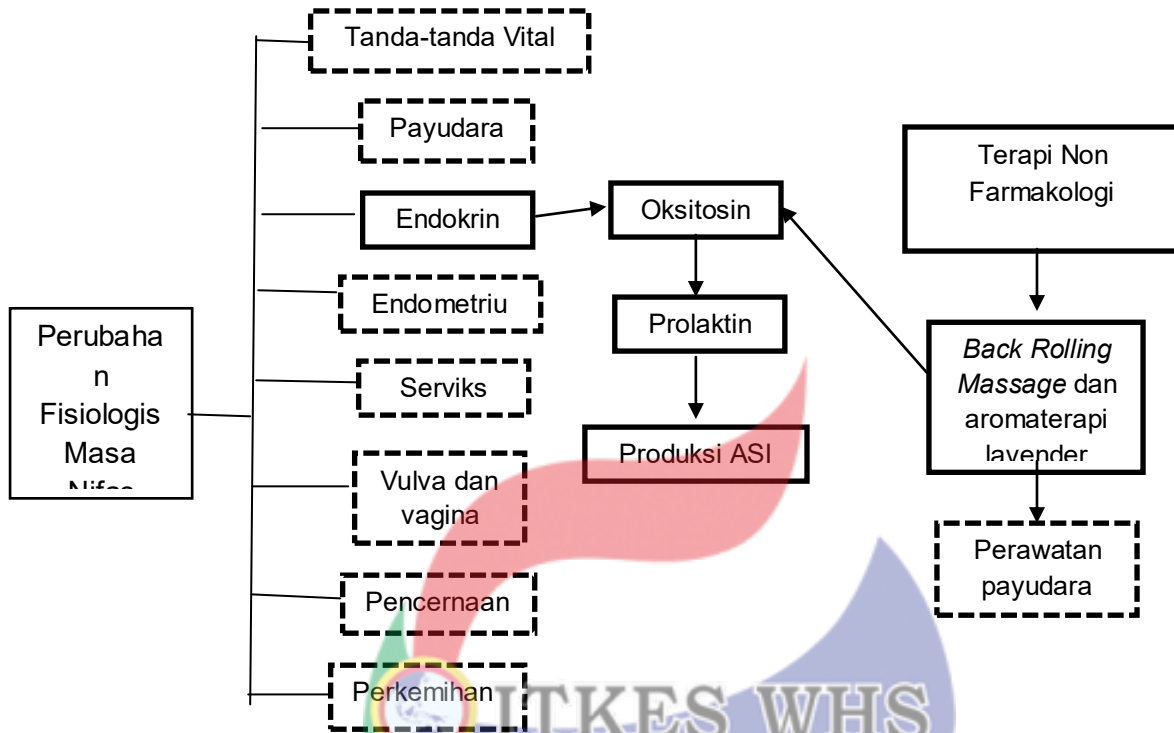 Tanda-tanda Vital
Payudara
Endokrin
Endometriu
Serviks
Vulva dan
vagina
Pencernaan
Perkemihan
Perubaha
n
Fisiologis
Masa
Oksitosin
Prolaktin
Produksi ASI
Terapi Non
Farmakologi
Back Rolling
Massage dan
aromaterapi
lavender
Perawatan
payudara
ITKES WHS